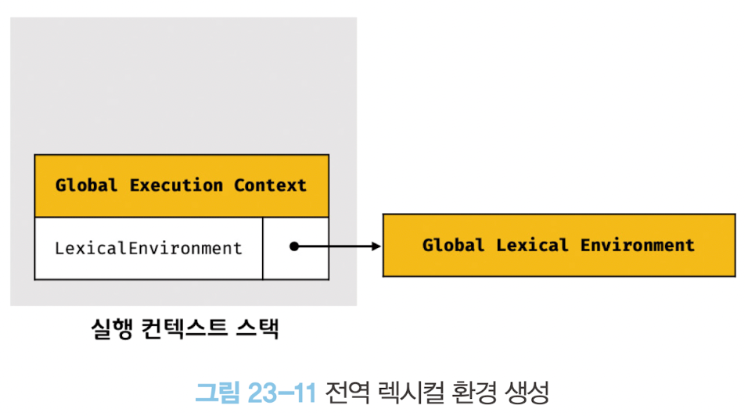 Global Execution Context
LexicalEnvironment
Global Lexical Environment
실행 컨텍스트 스택
그림 23-11 전역 렉시컬 환경 생성